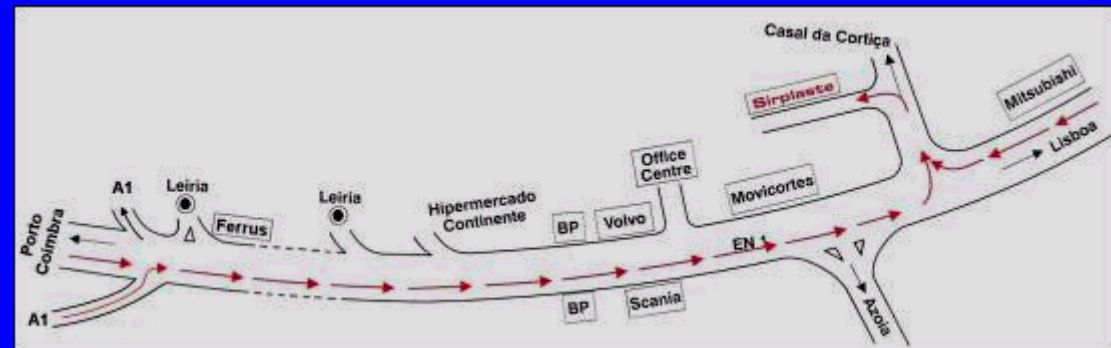 Casal da Cortiça
Sirplaste
Mitsubishi
Lisboa
Office
Centre
Movicortes
A1
Leiria
Leiria
Hipermercado
Continente
Ferrus
BP
Volvo
EN 1
Porto
Coimbra
A1
BP
Scania
Azoia